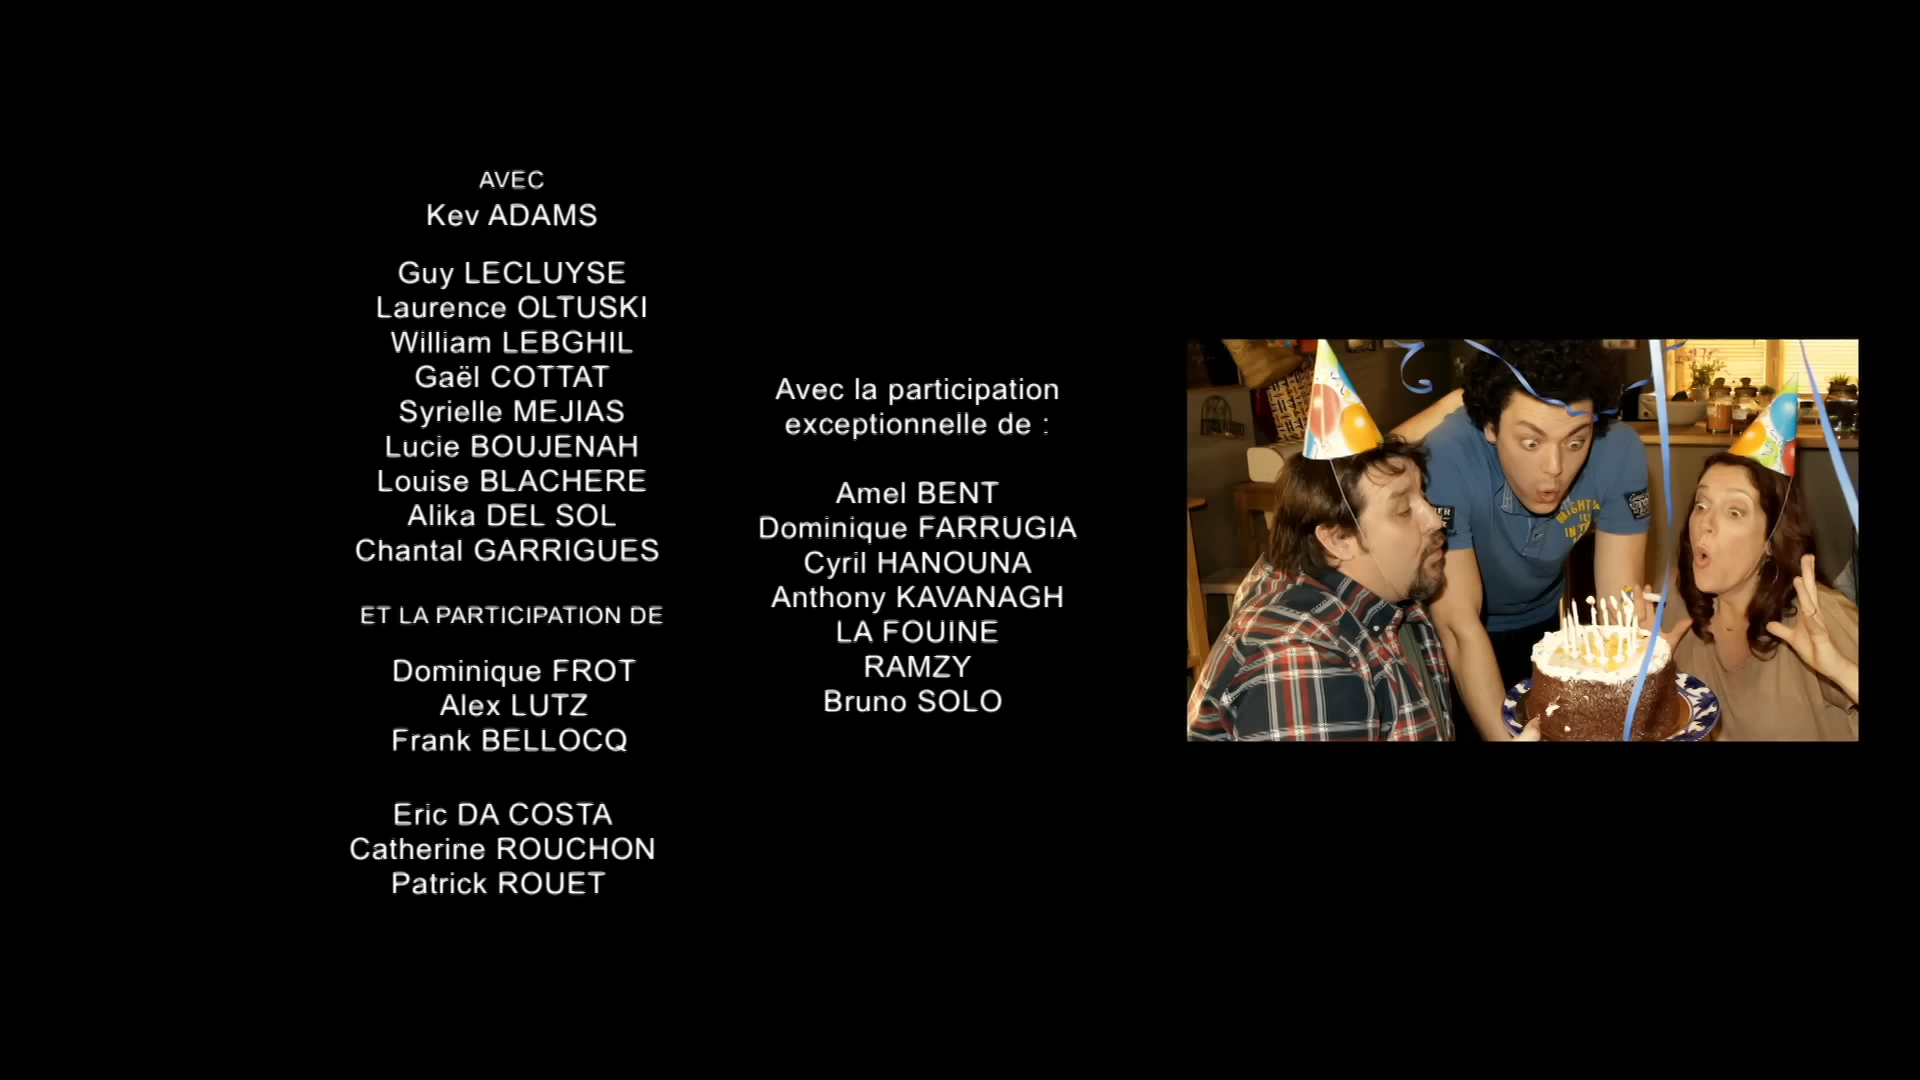 AVEC
Kev ADAMS
Guy LECLUYSE
Laurence OLTUSKI
William LEBGHIL
Gaël COTTAT
Syrielle MEJIAS
Lucie BOUJENAH
Louise BLACHERE
Alika DEL SOL
Chantal GARRIGUES
ET LA PARTICIPATION DE
Dominique FROT
Alex LUTZ
Frank BELLOCQ
Eric DA COSTA
Catherine ROUCHON
Patrick ROUET
Avec la participation
exceptionnelle de :
Amel BENT
Dominique FARRUGIA
Cyril HANOUNA
Anthony KAVANAGH
LA FOUINE
RAMZY
Bruno SOLO